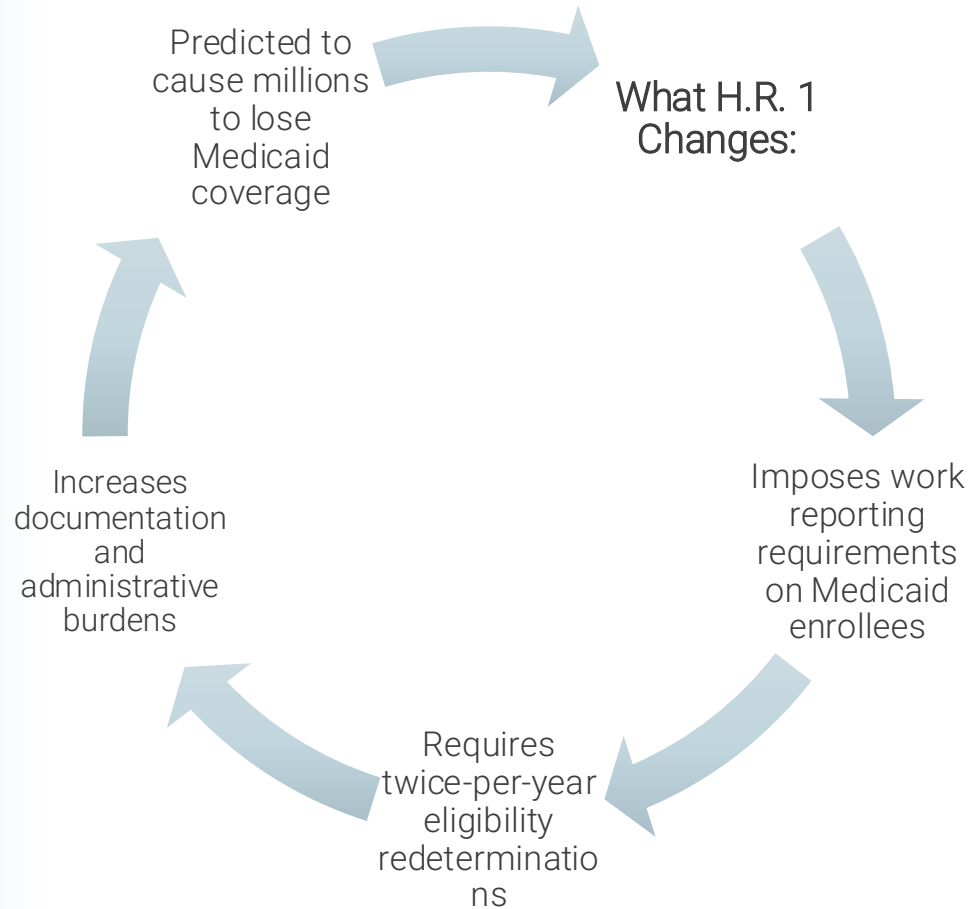 What H.R. 1
Changes:
Imposes work
reporting
requirements
on Medicaid
enrollees
Requires
twice-per-year
eligibility
redeterminatio
ns
Increases
documentation
and
administrative
burdens
Predicted to
cause millions
to lose
Medicaid
coverage